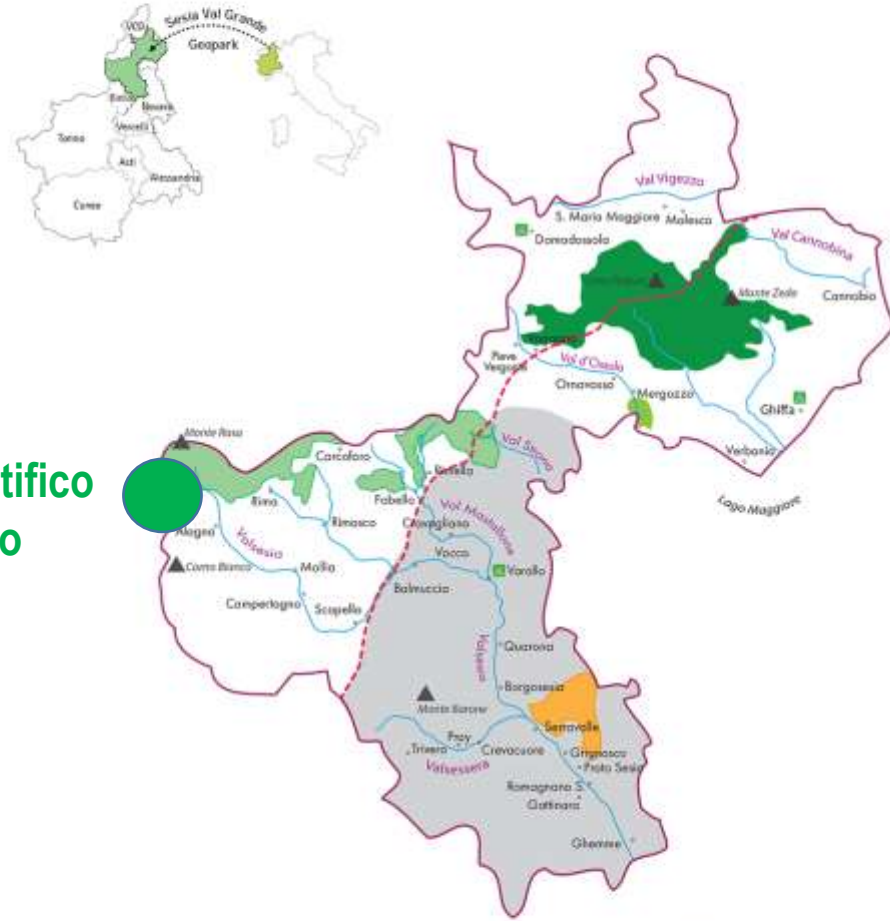 VCO
Sesia Val Grande
Geopark
Biella
Novara
Vercelli
Torino
Asti
Alessandria
Cuneo
Val Vigezzo
S. Maria Maggiore
Malesco
Domodossola
Val Cannobina
Cannobio
Monte Zeda
Pieve
Vergonte
Val d'Ossola
Ornavasso
Mergozzo
Ghiffa
Verbania
Lago Maggiore
Monte Rosa
Carcoforo
Val Strona
tifico
o
Rima
Fobello
Rimella
Alagna
Rimasco
Cravagliana
Val Mastallone
Valsesia
Vocca
Corno Bianco
Mollia
Balmuccia
Varallo
Campertogno
Scopello
Quarona
Valsesia
Borgosesia
Monte Barone
Serravalle
Pray
Trivero
Crevacuore
Grignasco
Valsessera
Prato Sesia
Romagnano S.
Gattinara
Ghemme